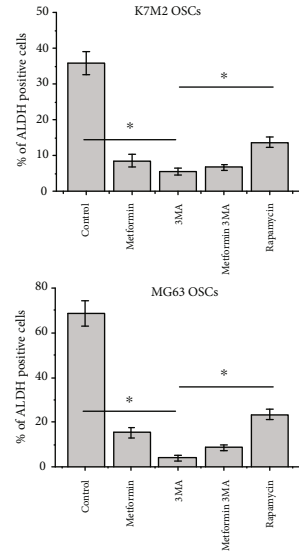 K7M2 OSCs
% of ALDH positive cells
50
40
30
20
10
0
*
*
Control
Metformin
3MA
Metformin 3MA
Rapamycin
MG63 OSCs
% of ALDH positive cells
80
60
40
20
0
*
*
Control
Metformin
3MA
Metformin 3MA
Rapamycin